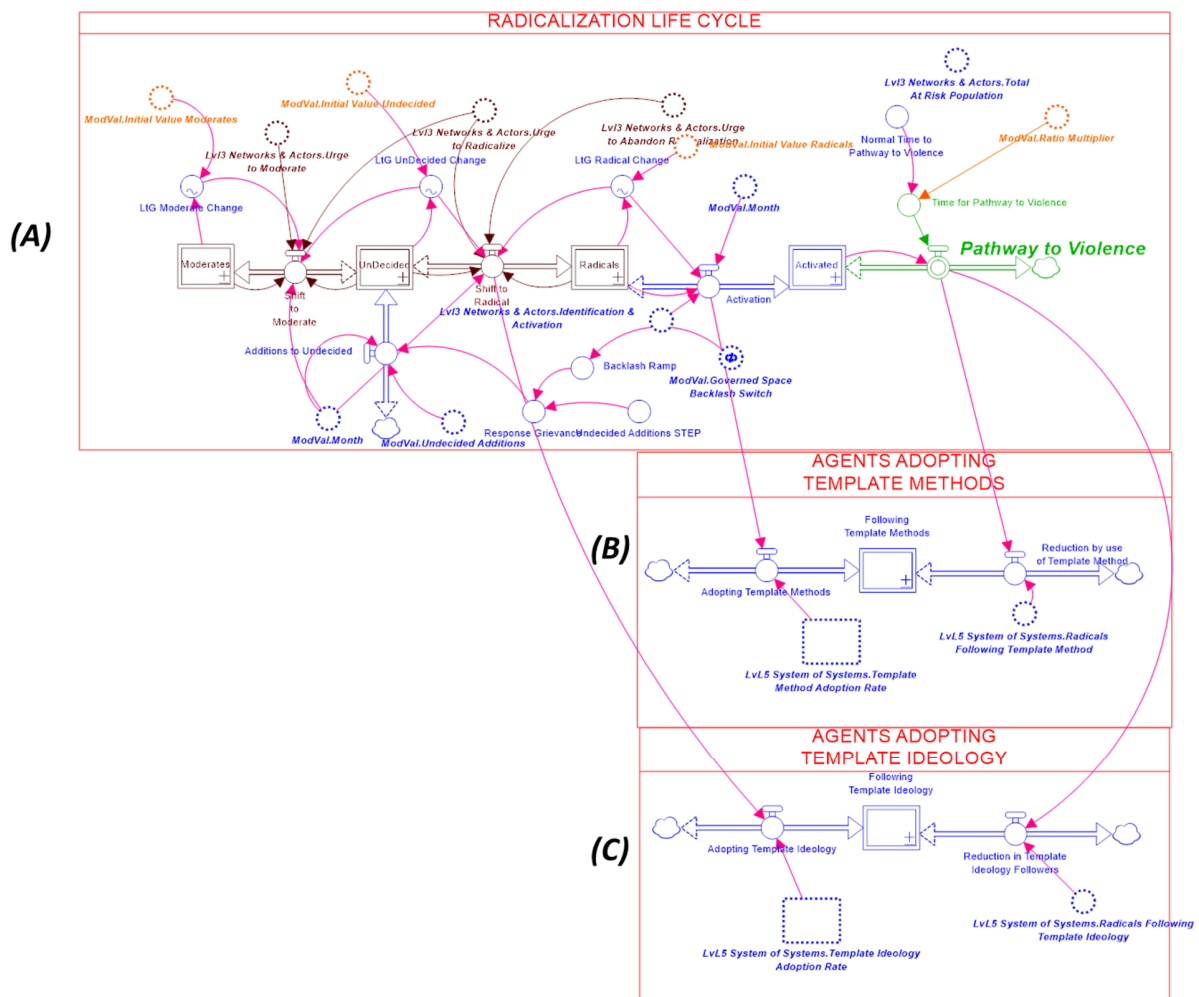 RADICALIZATION LIFE CYCLE
(A)
ModVal.Initial Value Moderates
ModVal.Initial Value Undecided
Lvl3 Networks & Actors.Urge
to Moderate
Lvl3 Networks & Actors.Urge
to Radicalize
Lvl3 Networks & Actors.Urge
to Abandon Radicalization
ModVal.Initial Value Radicals
Lvl3 Networks & Actors.Total
At Risk Population
Normal Time to
Pathway to Violence
ModVal.Ratio Multiplier
LtG Moderate Change
LtG UnDecided Change
LtG Radical Change
ModVal.Month
Time for Pathway to Violence
Pathway to Violence
Moderates
Shift
to
Moderate
UnDecided
Shift to
Radical
Radicals
Activation
Activated
Lvl3 Networks & Actors.Identification &
Activation
Additions to Undecided
Backlash Ramp
ModVal.Governed Space
Backlash Switch
ModVal.Month
ModVal.Undecided Additions
Response Grievance
Undecided Additions STEP
AGENTS ADOPTING
TEMPLATE METHODS
(B)
Following
Template Methods
Adopting Template Methods
Reduction by use
of Template Method
LvL5 System of Systems.Radicals
Following Template Method
LvL5 System of Systems.Template
Method Adoption Rate
AGENTS ADOPTING
TEMPLATE IDEOLOGY
(C)
Following
Template Ideology
Adopting Template Ideology
Reduction in Template
Ideology Followers
LvL5 System of Systems.Radicals Following
Template Ideology
LvL5 System of Systems.Template Ideology
Adoption Rate